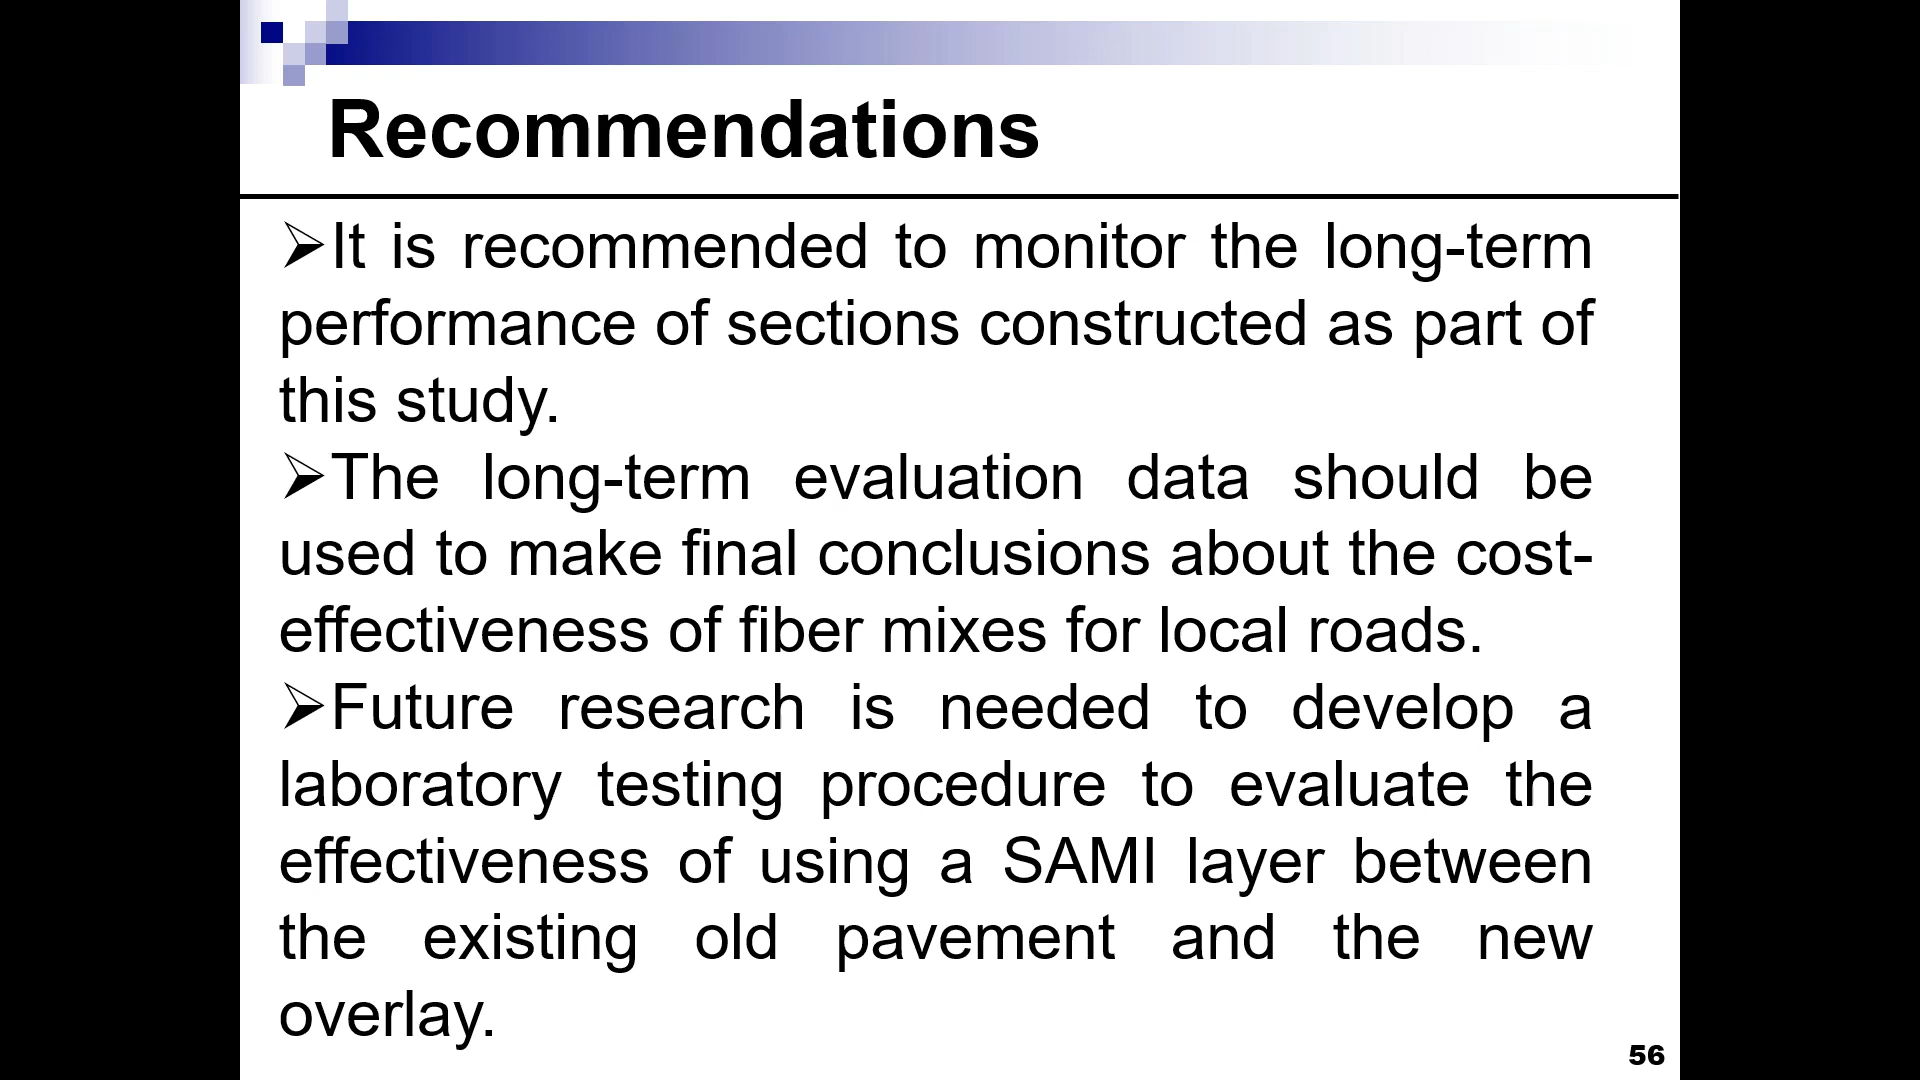 Recommendations
➢It is recommended to monitor the long-term
performance of sections constructed as part of
this study.
➢The long-term evaluation data should be
used to make final conclusions about the cost-
effectiveness of fiber mixes for local roads.
➢Future research is needed to develop a
laboratory testing procedure to evaluate the
effectiveness of using a SAMI layer between
the existing old pavement and the new
overlay.
56